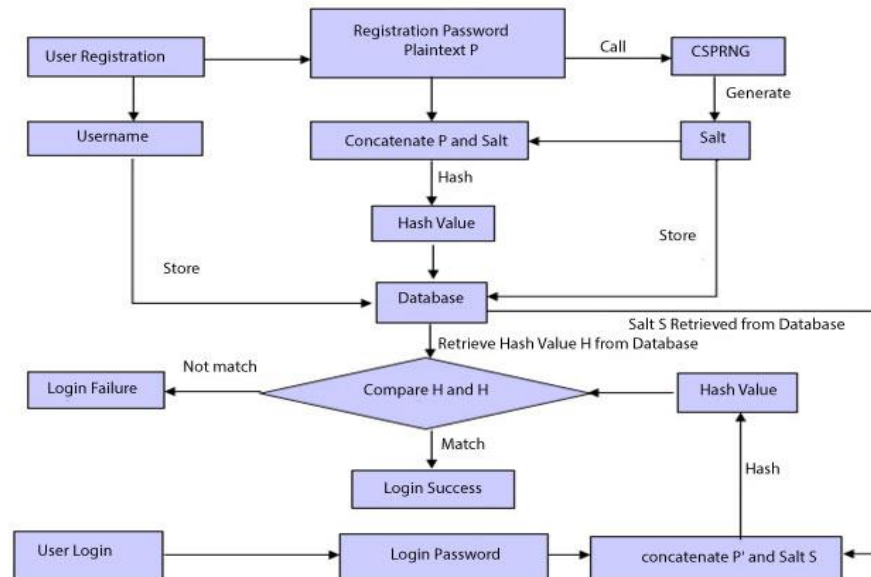 Registration Password
Plaintext P
User Registration
Call
CSPRNG
Generate
Username
Concatenate P and Salt
Salt
Hash
Hash Value
Store
Store
Database
Salt S Retrieved from Database
Retrieve Hash Value H from Database
Not match
Login Failure
Compare H and H
Hash Value
Match
Hash
Login Success
User Login
Login Password
concatenate P' and Salt S